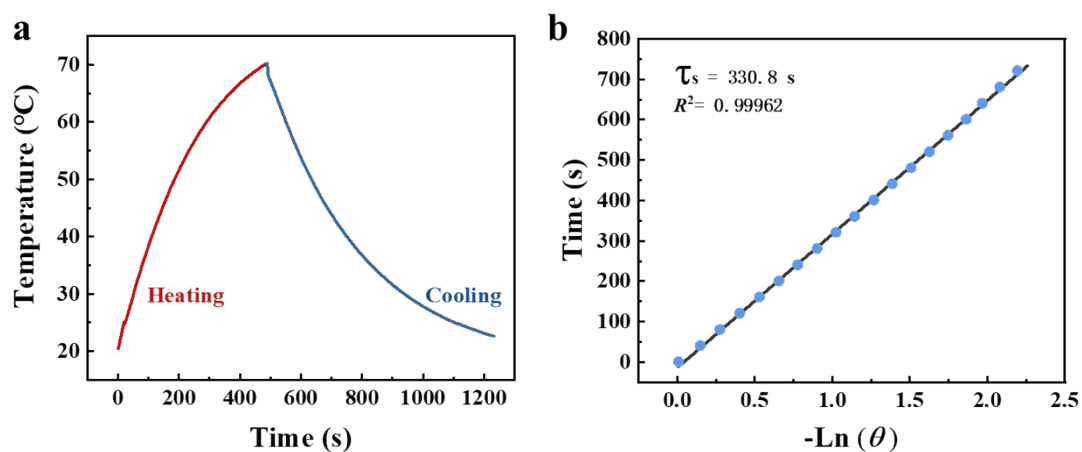 a
Temperature (°C)
70
60
50
40
30
20
Heating
Cooling
0 200 400 600 800 1000 1200
Time (s)
b
Time (s)
800
700
600
500
400
300
200
100
0
τs = 330.8 s
R²= 0.99962
0.0 0.5 1.0 1.5 2.0 2.5
-Ln (θ)